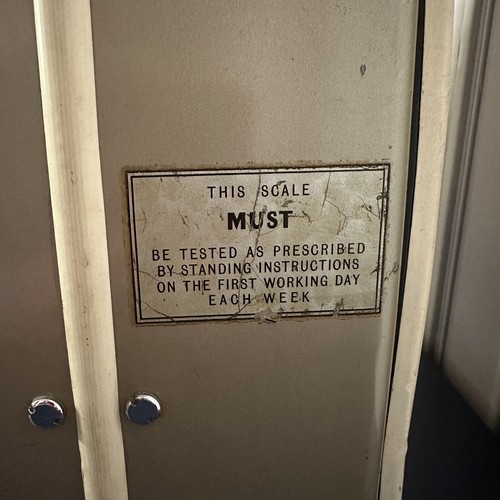 THIS SCALE
MUST
BE TESTED AS PRESCRIBED
BY STANDING INSTRUCTIONS
ON THE FIRST WORKING DAY
EACH WEEK